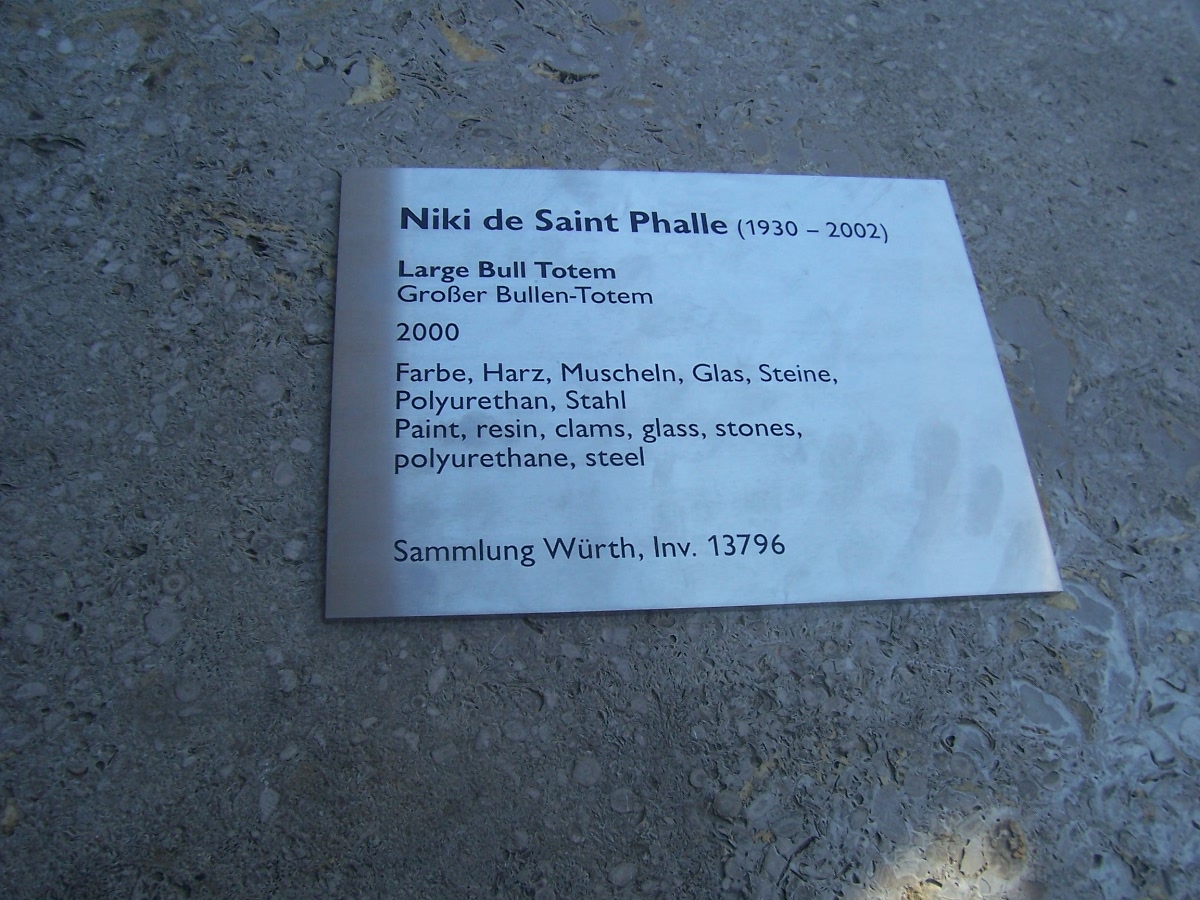 Niki de Saint Phalle (1930 – 2002)
Large Bull Totem
Großer Bullen-Totem
2000
Farbe, Harz, Muscheln, Glas, Steine,
Polyurethan, Stahl
Paint, resin, clams, glass, stones,
polyurethane, steel
Sammlung Würth, Inv. 13796